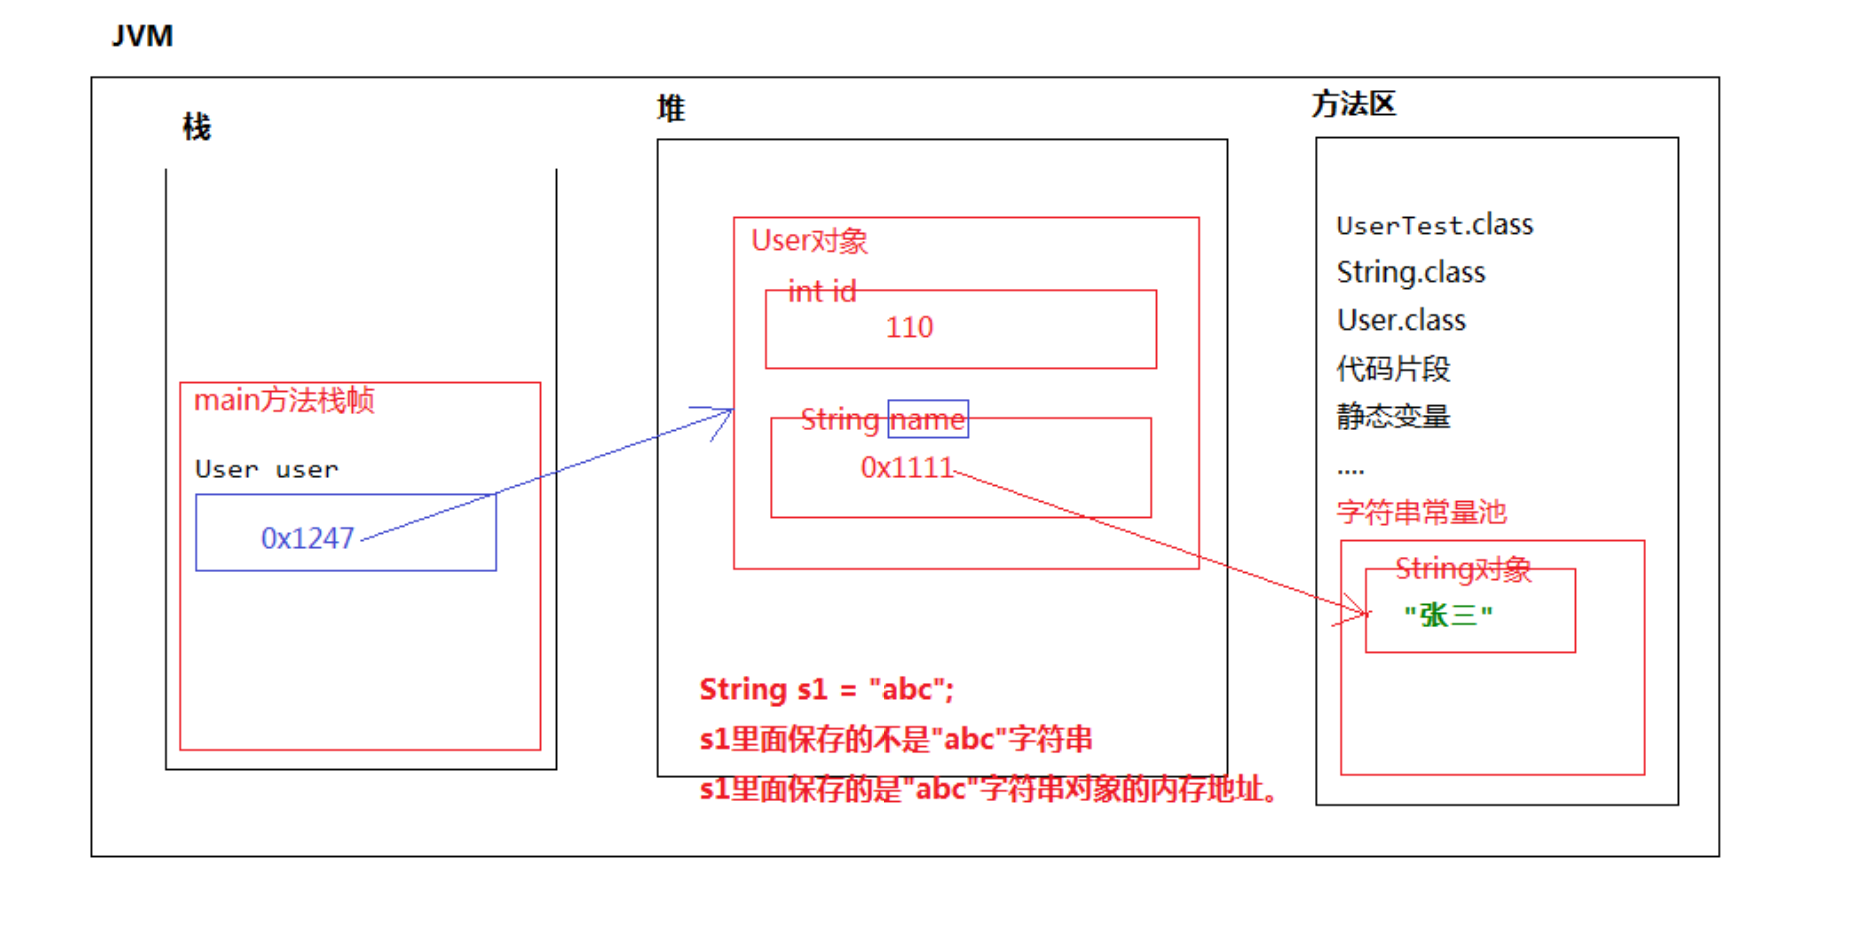 JVM
栈
main方法栈帧
User user
0x1247
堆
User对象
int id
110
String name
0x1111
String s1 = "abc";
s1里面保存的不是"abc"字符串
s1里面保存的是"abc"字符串对象的内存地址。
方法区
UserTest.class
String.class
User.class
代码片段
静态变量
....
字符串常量池
String对象
"张三"